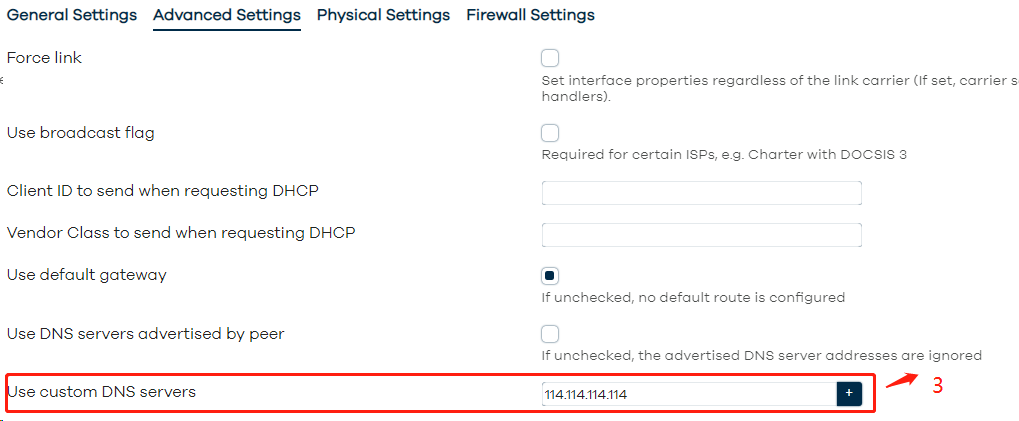 General Settings Advanced Settings Physical Settings Firewall Settings
Force link
Set interface properties regardless of the link carrier (If set, carrier s
handlers).
Use broadcast flag
Required for certain ISPs, e.g. Charter with DOCSIS 3
Client ID to send when requesting DHCP
Vendor Class to send when requesting DHCP
Use default gateway
If unchecked, no default route is configured
Use DNS servers advertised by peer
If unchecked, the advertised DNS server addresses are ignored
Use custom DNS servers 114.114.114.114 +
3